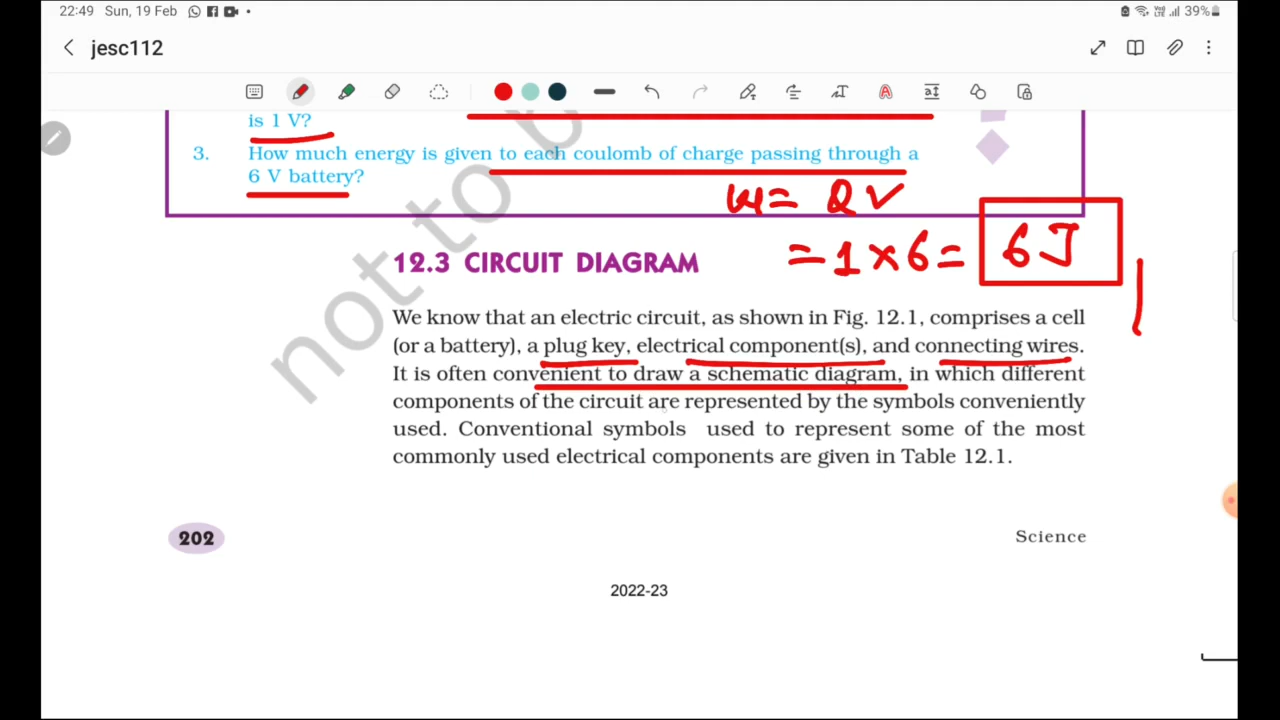 22:49 Sun, 19 Feb
39%
jesc112
is 1 V?
3. How much energy is given to each coulomb of charge passing through a
6 V battery?
W = Q V
= 1 × 6 = 6 J
12.3 CIRCUIT DIAGRAM
We know that an electric circuit, as shown in Fig. 12.1, comprises a cell
(or a battery), a plug key, electrical component(s), and connecting wires.
It is often convenient to draw a schematic diagram, in which different
components of the circuit are represented by the symbols conveniently
used. Conventional symbols used to represent some of the most
commonly used electrical components are given in Table 12.1.
not to b
202
Science
2022-23